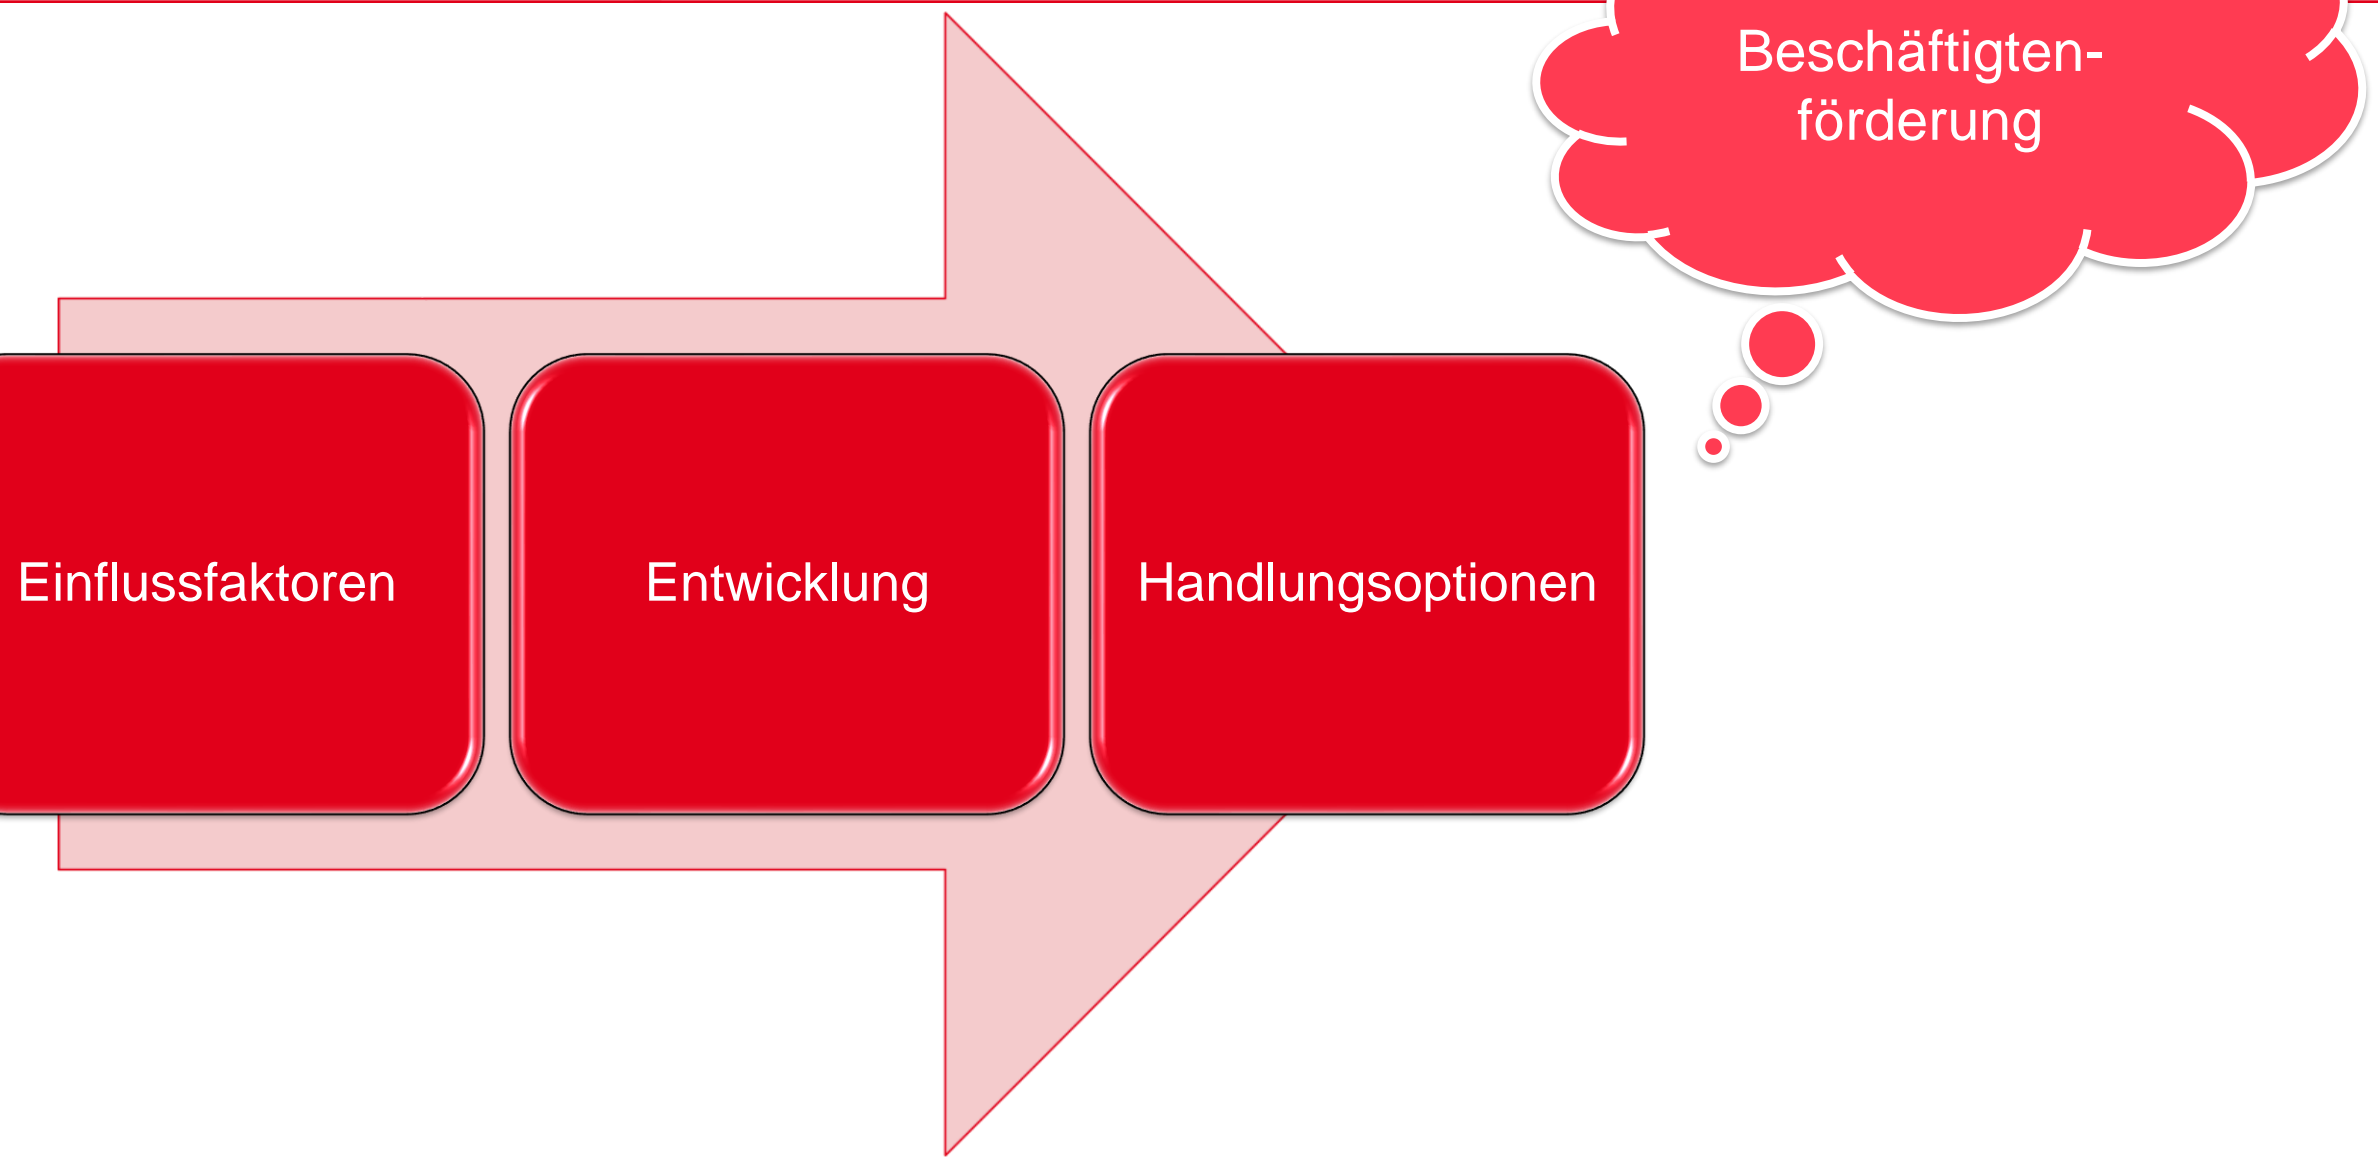 Beschäftigten-
förderung
Einflussfaktoren
Entwicklung
Handlungsoptionen